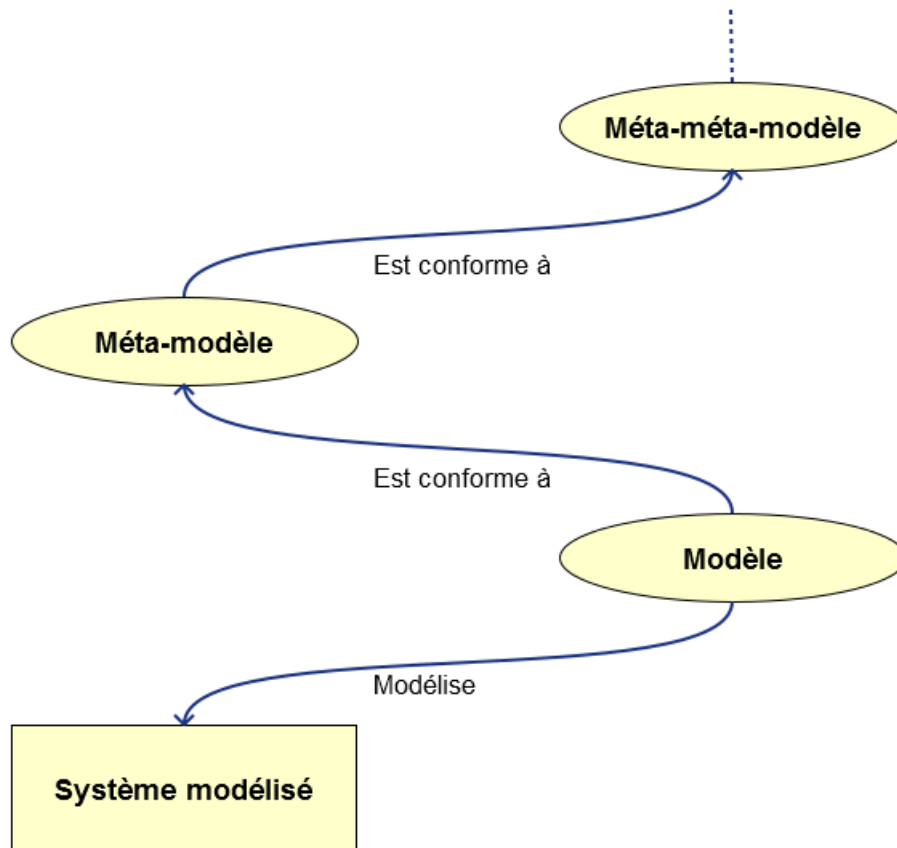 Méta-méta-modèle
Est conforme à
Méta-modèle
Est conforme à
Modèle
Modélise
Système modélisé